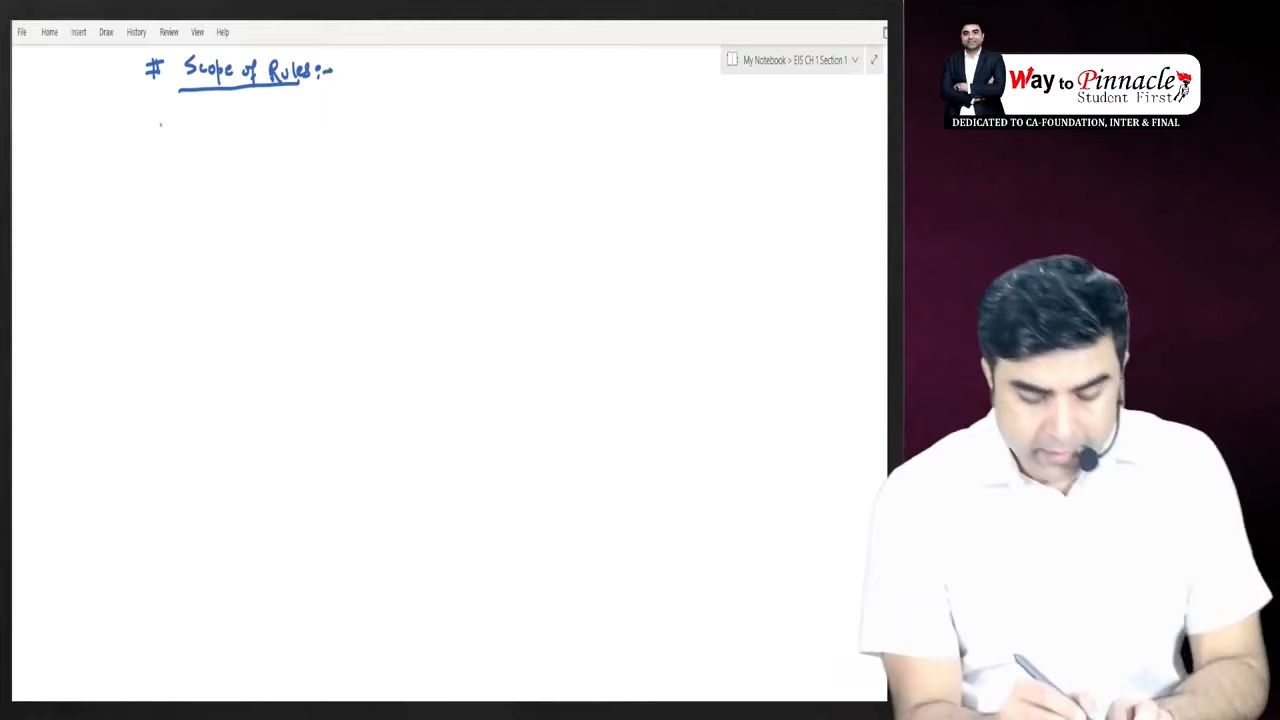 File Home Insert Draw History Review View Help
# Scope of Rules:-
My Notebook > EIS CH 1 Section 1
Way to Pinnacle
Student First
DEDICATED TO CA-FOUNDATION, INTER & FINAL